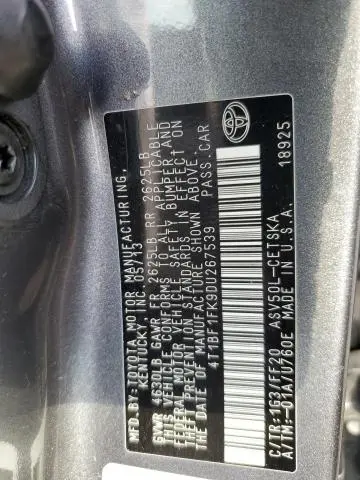 MFD.BY:TOYOTA MOTOR MANUFACTURING,
KENTUCKY, INC. 05/13
GVWR 4630LB GAWR FR 2625LB RR 2625LB
THIS VEHICLE CONFORMS TO ALL APPLICABLE
FEDERAL MOTOR VEHICLE SAFETY BUMPER AND
THEFT PREVENTION STANDARDS IN EFFECT ON
THE DATE OF MANUFACTURE SHOWN ABOVE.
4T1BF1FK9DU267539 PASS.CAR
C/TR:1G3/FF20 ASV50L-CETSKA
A/TM:-01A/U760E MADE IN U.S.A. 18925